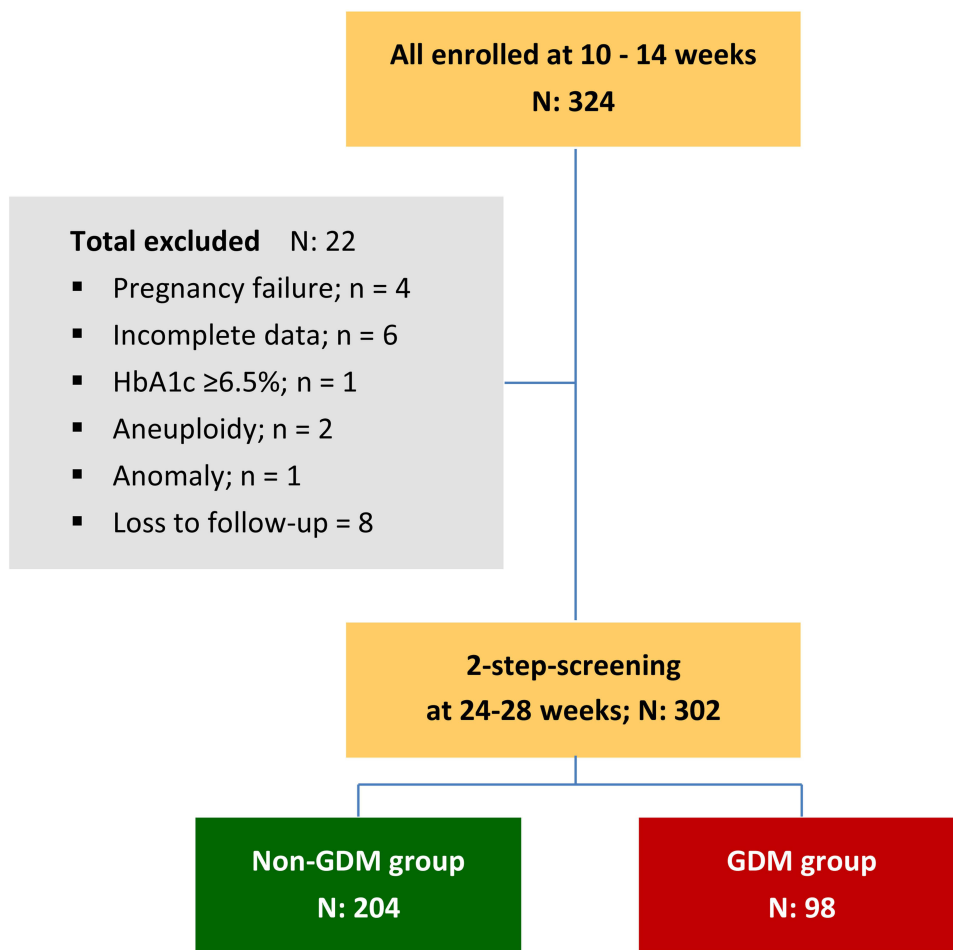 All enrolled at 10 - 14 weeks
N: 324
Total excluded N: 22
▪ Pregnancy failure; n = 4
▪ Incomplete data; n = 6
▪ HbA1c ≥6.5%; n = 1
▪ Aneuploidy; n = 2
▪ Anomaly; n = 1
▪ Loss to follow-up = 8
2-step-screening
at 24-28 weeks; N: 302
Non-GDM group
N: 204
GDM group
N: 98